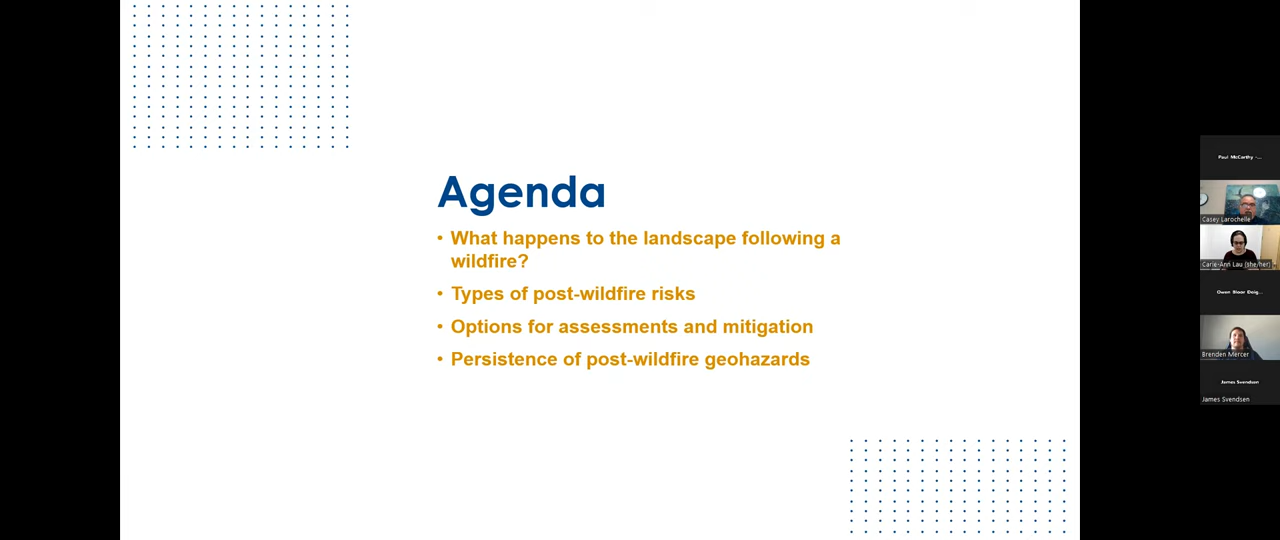 Agenda
• What happens to the landscape following a
wildfire?
• Types of post-wildfire risks
• Options for assessments and mitigation
• Persistence of post-wildfire geohazards
Paul McCarthy -...
Casey Larochelle
Carie-Ann Lau (she/her)
Owen Bloor Daig...
Brenden Mercer
James Svendsen
James Svendsen